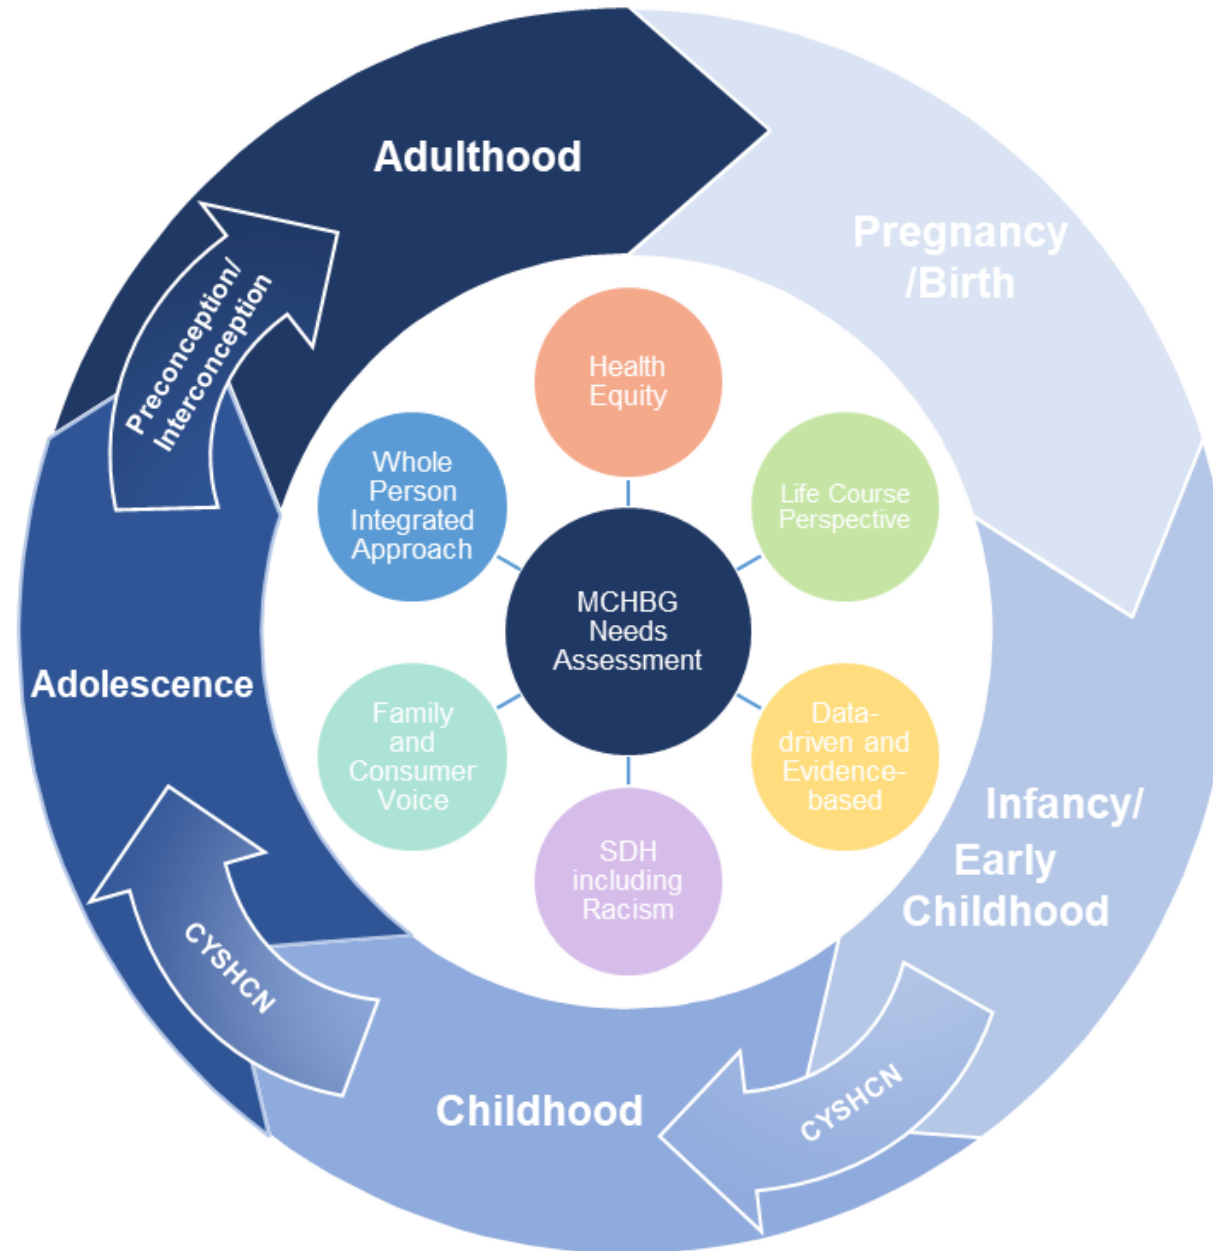 Adulthood
Pregnancy
/Birth
Preconception/
Interconception
Health
Equity
Whole
Person
Integrated
Approach
Life Course
Perspective
MCHBG
Needs
Assessment
Adolescence
Family
and
Consumer
Voice
Data-
driven and
Evidence-
based
Infancy/
Early
Childhood
SDH
including
Racism
CYSHCN
Childhood
CYSHCN